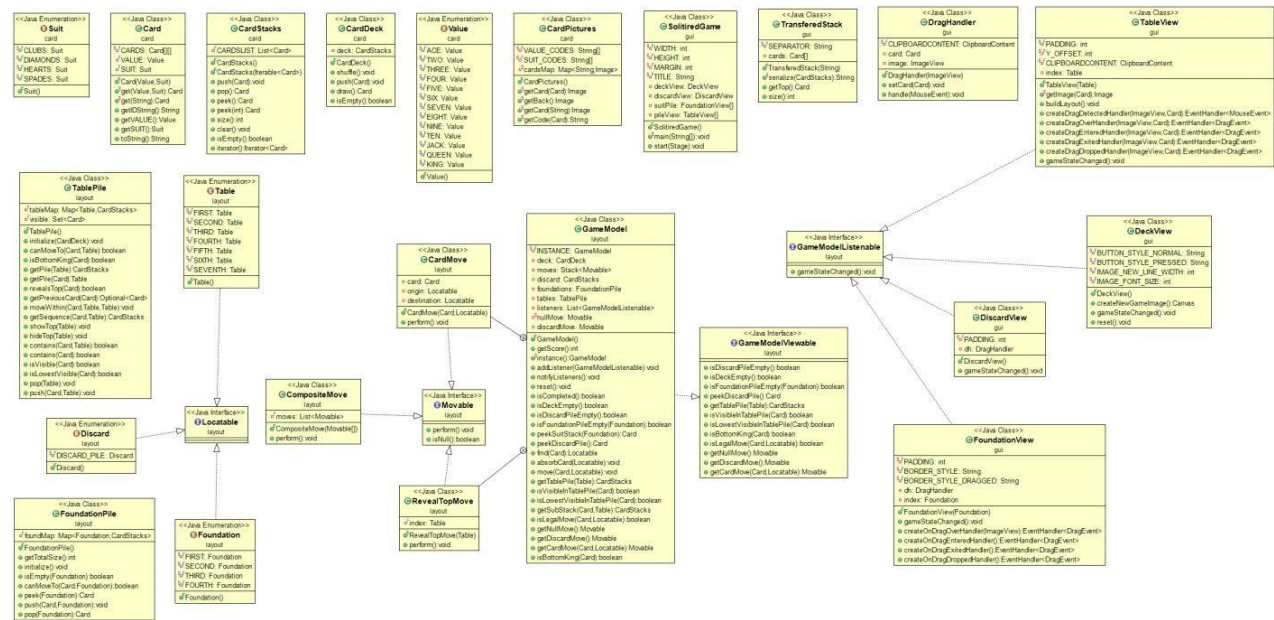 <<Java Enumeration>>
Suit
card
CLUBS: Suit
DIAMONDS: Suit
HEARTS: Suit
SPADES: Suit
Suit()
<<Java Class>>
Card
card
CARDS: Card[][]
VALUE: Value
SUIT: Suit
Card(Value,Suit)
get(Value,Suit):Card
get(String):Card
getIDString():String
getVALUE():Value
getSUIT():Suit
toString():String
<<Java Class>>
CardStacks
card
CARDSLIST: List<Card>
CardStacks()
CardStacks(Iterable<Card>)
push(Card):void
pop():Card
peek():Card
peek(int):Card
size():int
clear():void
isEmpty():boolean
iterator():Iterator<Card>
<<Java Class>>
CardDeck
card
deck: CardStacks
CardDeck()
shuffle():void
push(Card):void
draw():Card
isEmpty():boolean
<<Java Enumeration>>
Value
card
ACE: Value
TWO: Value
THREE: Value
FOUR: Value
FIVE: Value
SIX: Value
SEVEN: Value
EIGHT: Value
NINE: Value
TEN: Value
JACK: Value
QUEEN: Value
KING: Value
Value()
<<Java Class>>
CardPictures
card
VALUE_CODES: String[]
SUIT_CODES: String[]
cardsMap: Map<String,Image>
CardPictures()
getCard(Card):Image
getBack():Image
getCard(String):Image
getCode(Card):String
<<Java Class>>
SolitiredGame
gui
WIDTH: int
HEIGHT: int
MARGIN: int
TITLE: String
deckView: DeckView
discardView: DiscardView
suitPile: FoundationView[]
pileView: TableView[]
SolitiredGame()
main(String[]):void
start(Stage):void
<<Java Class>>
TransferedStack
gui
SEPARATOR: String
cards: Card[]
TransferedStack(String)
serialize(CardStacks):String
getTop():Card
size():int
<<Java Class>>
DragHandler
gui
CLIPBOARDCONTENT: ClipboardContent
card: Card
image: ImageView
DragHandler(ImageView)
setCard(Card):void
handle(MouseEvent):void
<<Java Class>>
TableView
gui
PADDING: int
Y_OFFSET: int
CLIPBOARDCONTENT: ClipboardContent
index: Table
TableView(Table)
getImage(Card):Image
buildLayout():void
createDragDetectedHandler(ImageView,Card):EventHandler<MouseEvent>
createDragOverHandler(ImageView,Card):EventHandler<DragEvent>
createDragEnteredHandler(ImageView,Card):EventHandler<DragEvent>
createDragExitedHandler(ImageView,Card):EventHandler<DragEvent>
createDragDroppedHandler(ImageView,Card):EventHandler<DragEvent>
gameStateChanged():void
<<Java Class>>
TablePile
layout
tableMap: Map<Table,CardStacks>
visible: Set<Card>
TablePile()
initialize(CardDeck):void
canMoveTo(Card,Table):boolean
isBottomKing(Card):boolean
getPile(Table):CardStacks
getPile(Card):Table
revealsTop(Card):boolean
getPreviousCard(Card):Optional<Card>
moveWithin(Card,Table,Table):void
getSequence(Card,Table):CardStacks
showTop(Table):void
hideTop(Table):void
contains(Card,Table):boolean
contains(Card):boolean
isVisible(Card):boolean
isLowestVisible(Card):boolean
pop(Table):void
push(Card,Table):void
<<Java Enumeration>>
Table
layout
FIRST: Table
SECOND: Table
THIRD: Table
FOURTH: Table
FIFTH: Table
SIXTH: Table
SEVENTH: Table
Table()
<<Java Class>>
CardMove
layout
card: Card
origin: Locatable
destination: Locatable
CardMove(Card,Locatable)
perform():void
<<Java Class>>
GameModel
layout
INSTANCE: GameModel
deck: CardDeck
moves: Stack<Movable>
discard: CardStacks
foundations: FoundationPile
tables: TablePile
listeners: List<GameModelListenable>
nullMove: Movable
discardMove: Movable
GameModel()
getScore():int
instance():GameModel
addListener(GameModelListenable):void
notifyListeners():void
reset():void
isCompleted():boolean
isDeckEmpty():boolean
isDiscardPileEmpty():boolean
isFoundationPileEmpty(Foundation):boolean
peekSuitStack(Foundation):Card
peekDiscardPile():Card
find(Card):Locatable
absorbCard(Locatable):void
move(Card,Locatable):void
getTablePile(Table):CardStacks
isVisibleInTablePile(Card):boolean
isLowestVisibleInTablePile(Card):boolean
getSubStack(Card,Table):CardStacks
isLegalMove(Card,Locatable):boolean
getNullMove():Movable
getDiscardMove():Movable
getCardMove(Card,Locatable):Movable
isBottomKing(Card):boolean
<<Java Interface>>
GameModelListenable
layout
gameStateChanged():void
<<Java Class>>
DeckView
gui
BUTTON_STYLE_NORMAL: String
BUTTON_STYLE_PRESSED: String
IMAGE_NEW_LINE_WIDTH: int
IMAGE_FONT_SIZE: int
DeckView()
createNewGameImage():Canvas
gameStateChanged():void
reset():void
<<Java Class>>
DiscardView
gui
PADDING: int
dh: DragHandler
DiscardView()
gameStateChanged():void
<<Java Interface>>
GameModelViewable
layout
isDiscardPileEmpty():boolean
isDeckEmpty():boolean
isFoundationPileEmpty(Foundation):boolean
peekDiscardPile():Card
getTablePile(Table):CardStacks
isVisibleInTablePile(Card):boolean
isLowestVisibleInTablePile(Card):boolean
isBottomKing(Card):boolean
isLegalMove(Card,Locatable):boolean
getNullMove():Movable
getDiscardMove():Movable
getCardMove(Card,Locatable):Movable
<<Java Class>>
CompositeMove
layout
moves: List<Movable>
CompositeMove(Movable[])
perform():void
<<Java Interface>>
Movable
layout
perform():void
isNull():boolean
<<Java Interface>>
Locatable
layout
<<Java Enumeration>>
Discard
layout
DISCARD_PILE: Discard
Discard()
<<Java Class>>
FoundationView
gui
PADDING: int
BORDER_STYLE: String
BORDER_STYLE_DRAGGED: String
dh: DragHandler
index: Foundation
FoundationView(Foundation)
gameStateChanged():void
createOnDragOverHandler(ImageView):EventHandler<DragEvent>
createOnDragEnteredHandler():EventHandler<DragEvent>
createOnDragExitedHandler():EventHandler<DragEvent>
createOnDragDroppedHandler():EventHandler<DragEvent>
<<Java Class>>
RevealTopMove
layout
index: Table
RevealTopMove(Table)
perform():void
<<Java Class>>
FoundationPile
layout
foundMap: Map<Foundation,CardStacks>
FoundationPile()
getTotalSize():int
initialize():void
isEmpty(Foundation):boolean
canMoveTo(Card,Foundation):boolean
peek(Foundation):Card
push(Card,Foundation):void
pop(Foundation):Card
<<Java Enumeration>>
Foundation
layout
FIRST: Foundation
SECOND: Foundation
THIRD: Foundation
FOURTH: Foundation
Foundation()